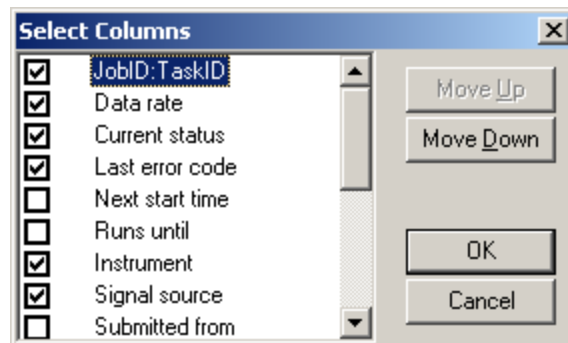 Select Columns
JobID:TaskID
Data rate
Current status
Last error code
Next start time
Runs until
Instrument
Signal source
Submitted from
Move Up
Move Down
OK
Cancel